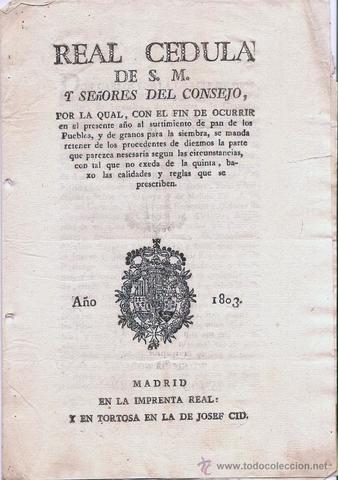 REAL CEDULA
DE S. M.
Y SEÑORES DEL CONSEJO,
POR LA QUAL, CON EL FIN DE OCURRIR
en el presente año al surtimiento de pan de los
Pueblos, y de granos para la siembra, se manda
retener de los procedentes de diezmos la parte
que parezca nesesaria segun las circunstancias,
con tal que no exeda de la quinta, ba-
xo las calidades y reglas que se
prescriben.
Año 1803.
MADRID
EN LA IMPRENTA REAL:
Y EN TORTOSA EN LA DE JOSEF CID.
www.todocoleccion.net